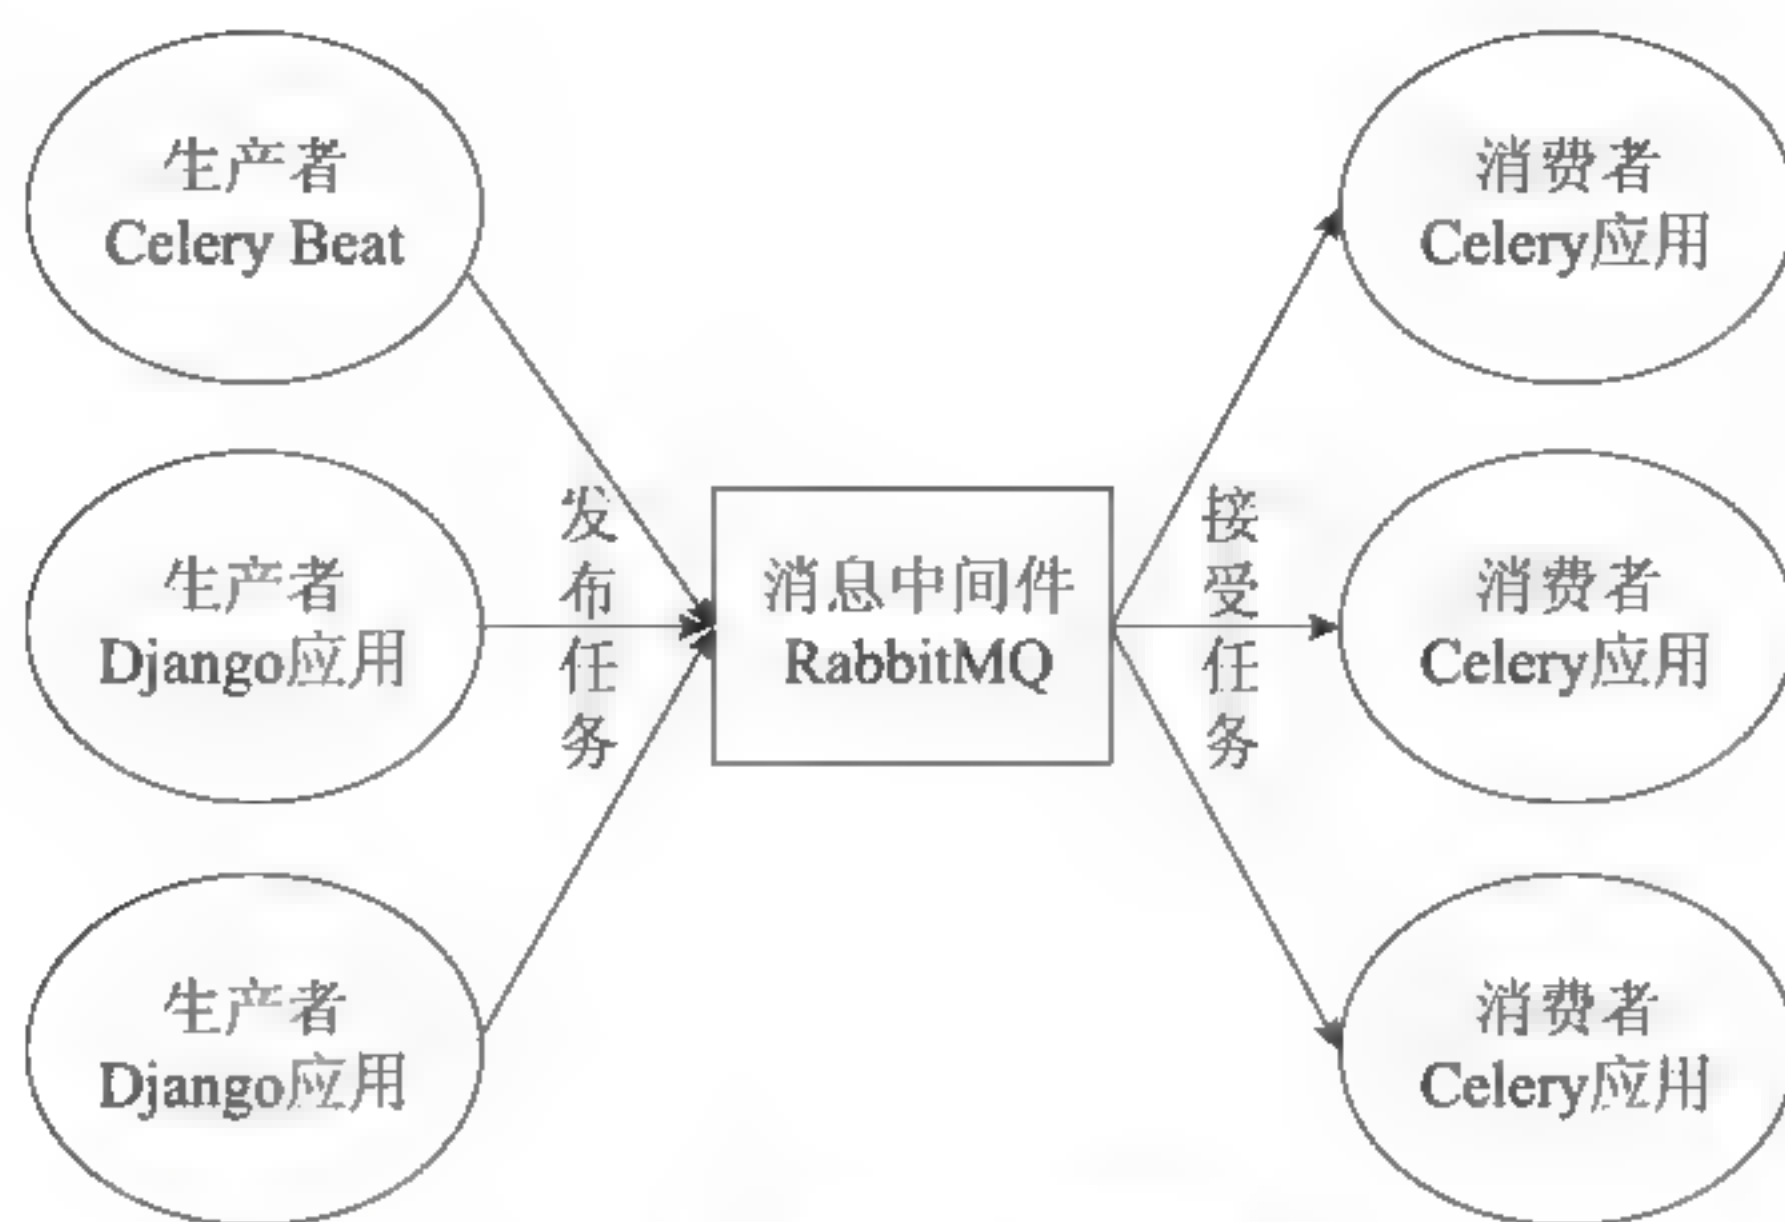 生产者
Celery Beat
生产者
Django应用
生产者
Django应用
发布任务
消息中间件
RabbitMQ
接受任务
消费者
Celery应用
消费者
Celery应用
消费者
Celery应用